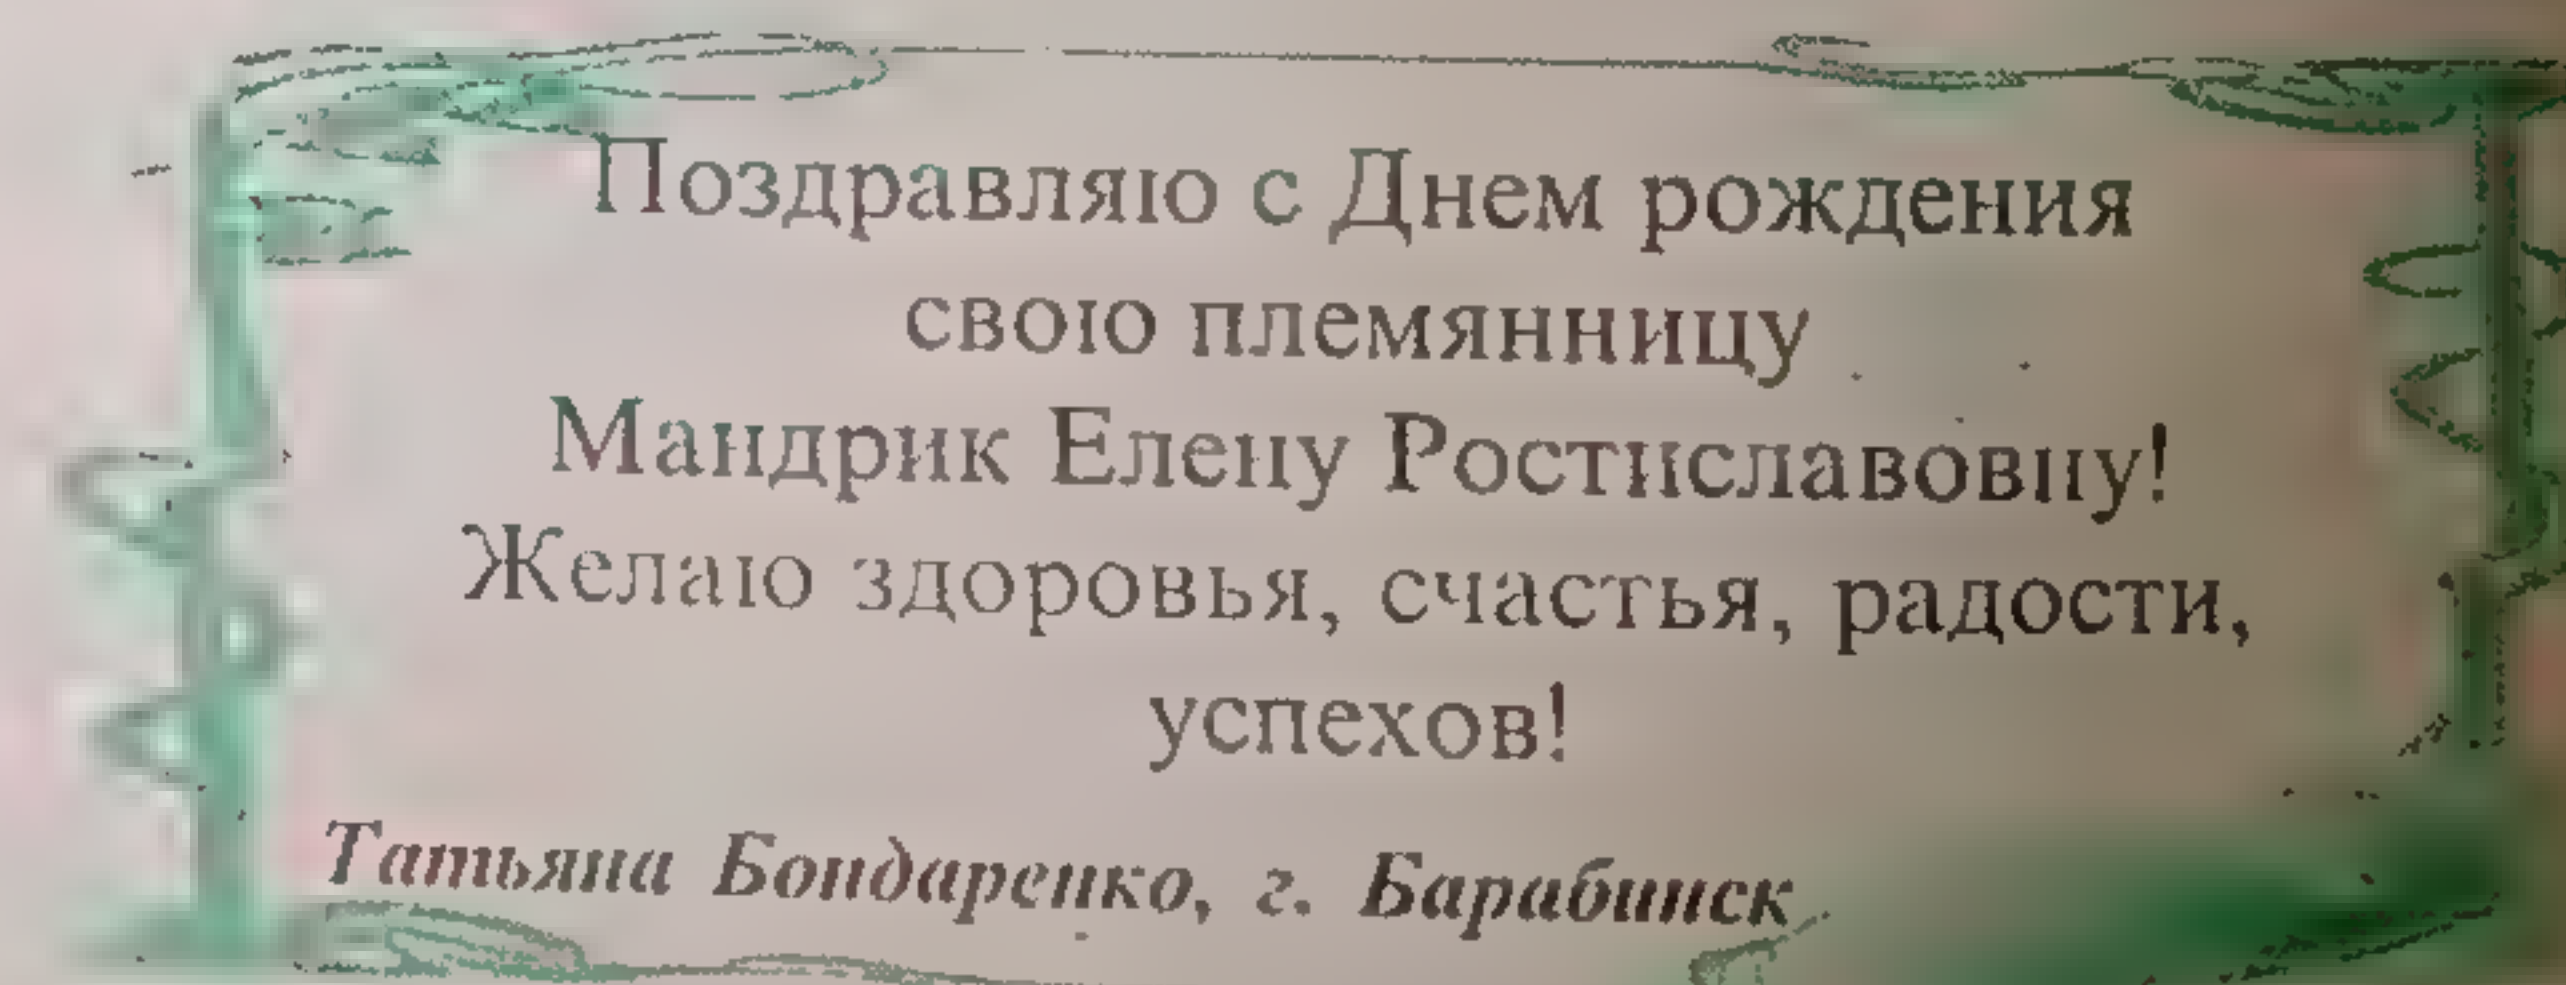 Поздравляю с Днем рождения
свою племянницу
Мандрик Елену Ростиславовну!
Желаю здоровья, счастья, радости,
успехов!
Татьяна Бондаренко, г. Барабинск